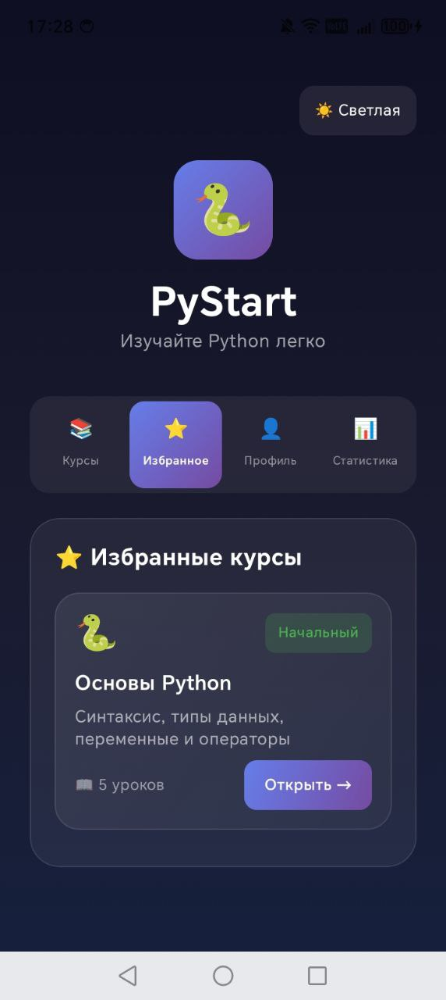 17:28
100
Светлая
PyStart
Изучайте Python легко
Курсы
Избранное
Профиль
Статистика
Избранные курсы
Начальный
Основы Python
Синтаксис, типы данных,
переменные и операторы
5 уроков
Открыть →